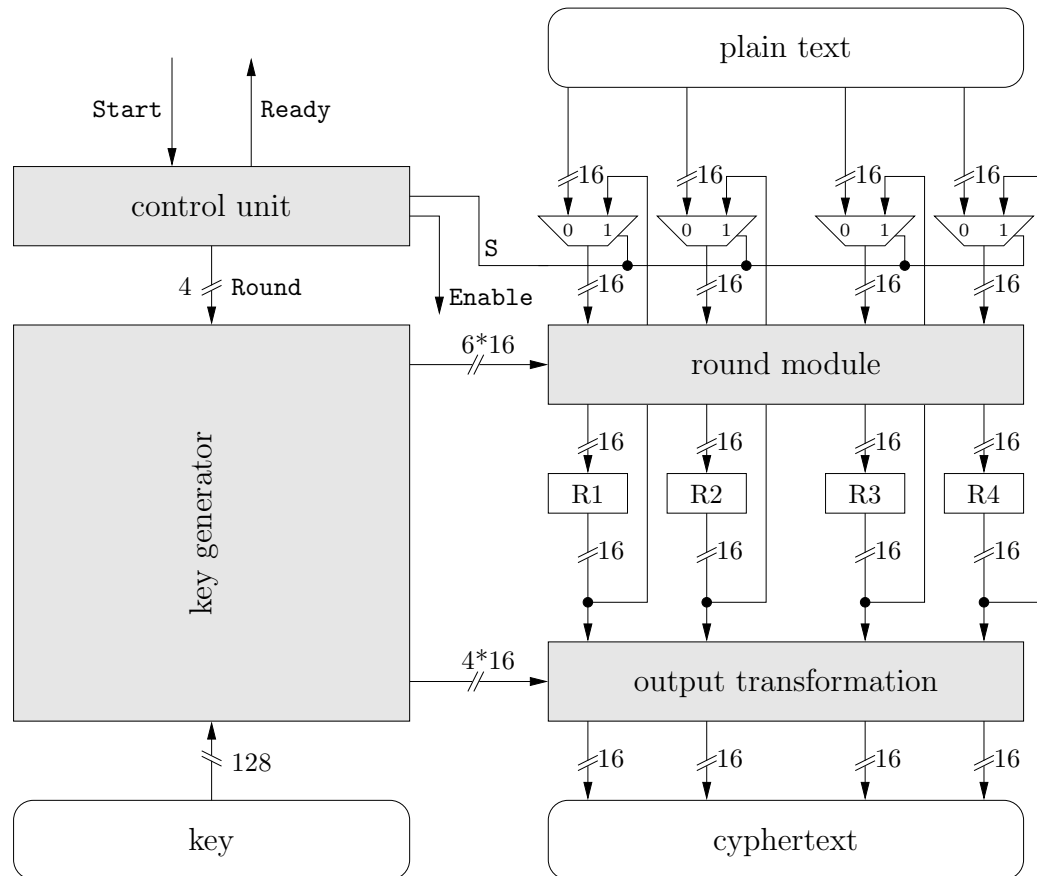 plain text
Start
Ready
16 16 16 16
control unit
0 1 0 1 0 1 0 1
S
4 Round
Enable
16 16 16 16
6*16
round module
16 16 16 16
key generator
R1 R2 R3 R4
16 16 16 16
4*16
output transformation
128
16 16 16 16
key
cyphertext